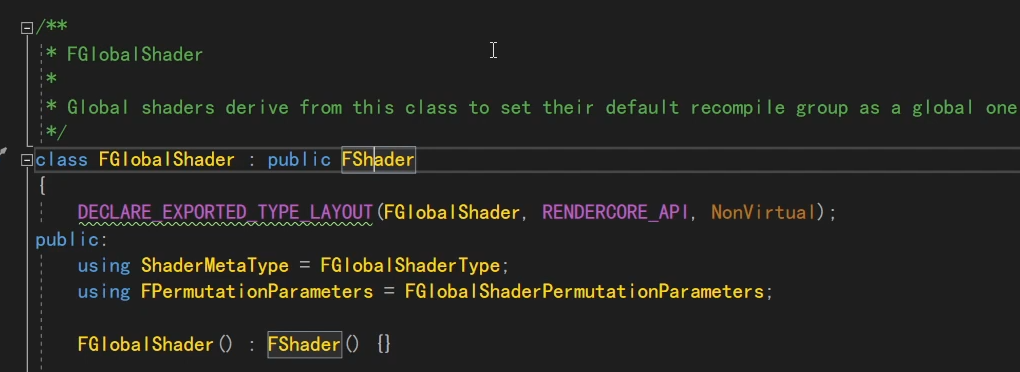 /**
* FGlobalShader
*
* Global shaders derive from this class to set their default recompile group as a global one
*/
class FGlobalShader : public FShader
{
DECLARE_EXPORTED_TYPE_LAYOUT(FGlobalShader, RENDERCORE_API, NonVirtual);
public:
using ShaderMetaType = FGlobalShaderType;
using FPermutationParameters = FGlobalShaderPermutationParameters;
FGlobalShader() : FShader() {}